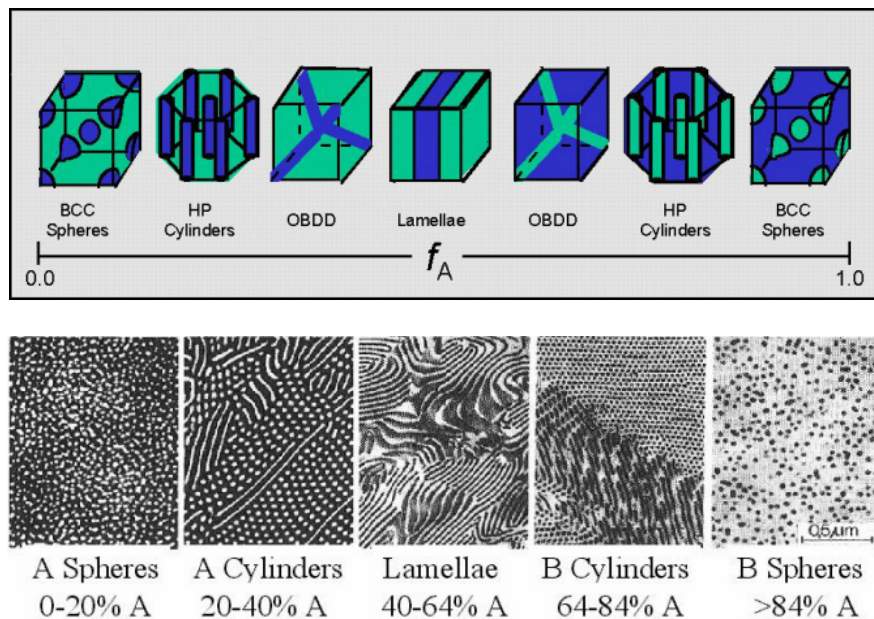 BCC
Spheres
HP
Cylinders
OBDD
Lamellae
OBDD
HP
Cylinders
BCC
Spheres
0.0
fA
1.0
0.5μm
A Spheres
0-20% A
A Cylinders
20-40% A
Lamellae
40-64% A
B Cylinders
64-84% A
B Spheres
>84% A